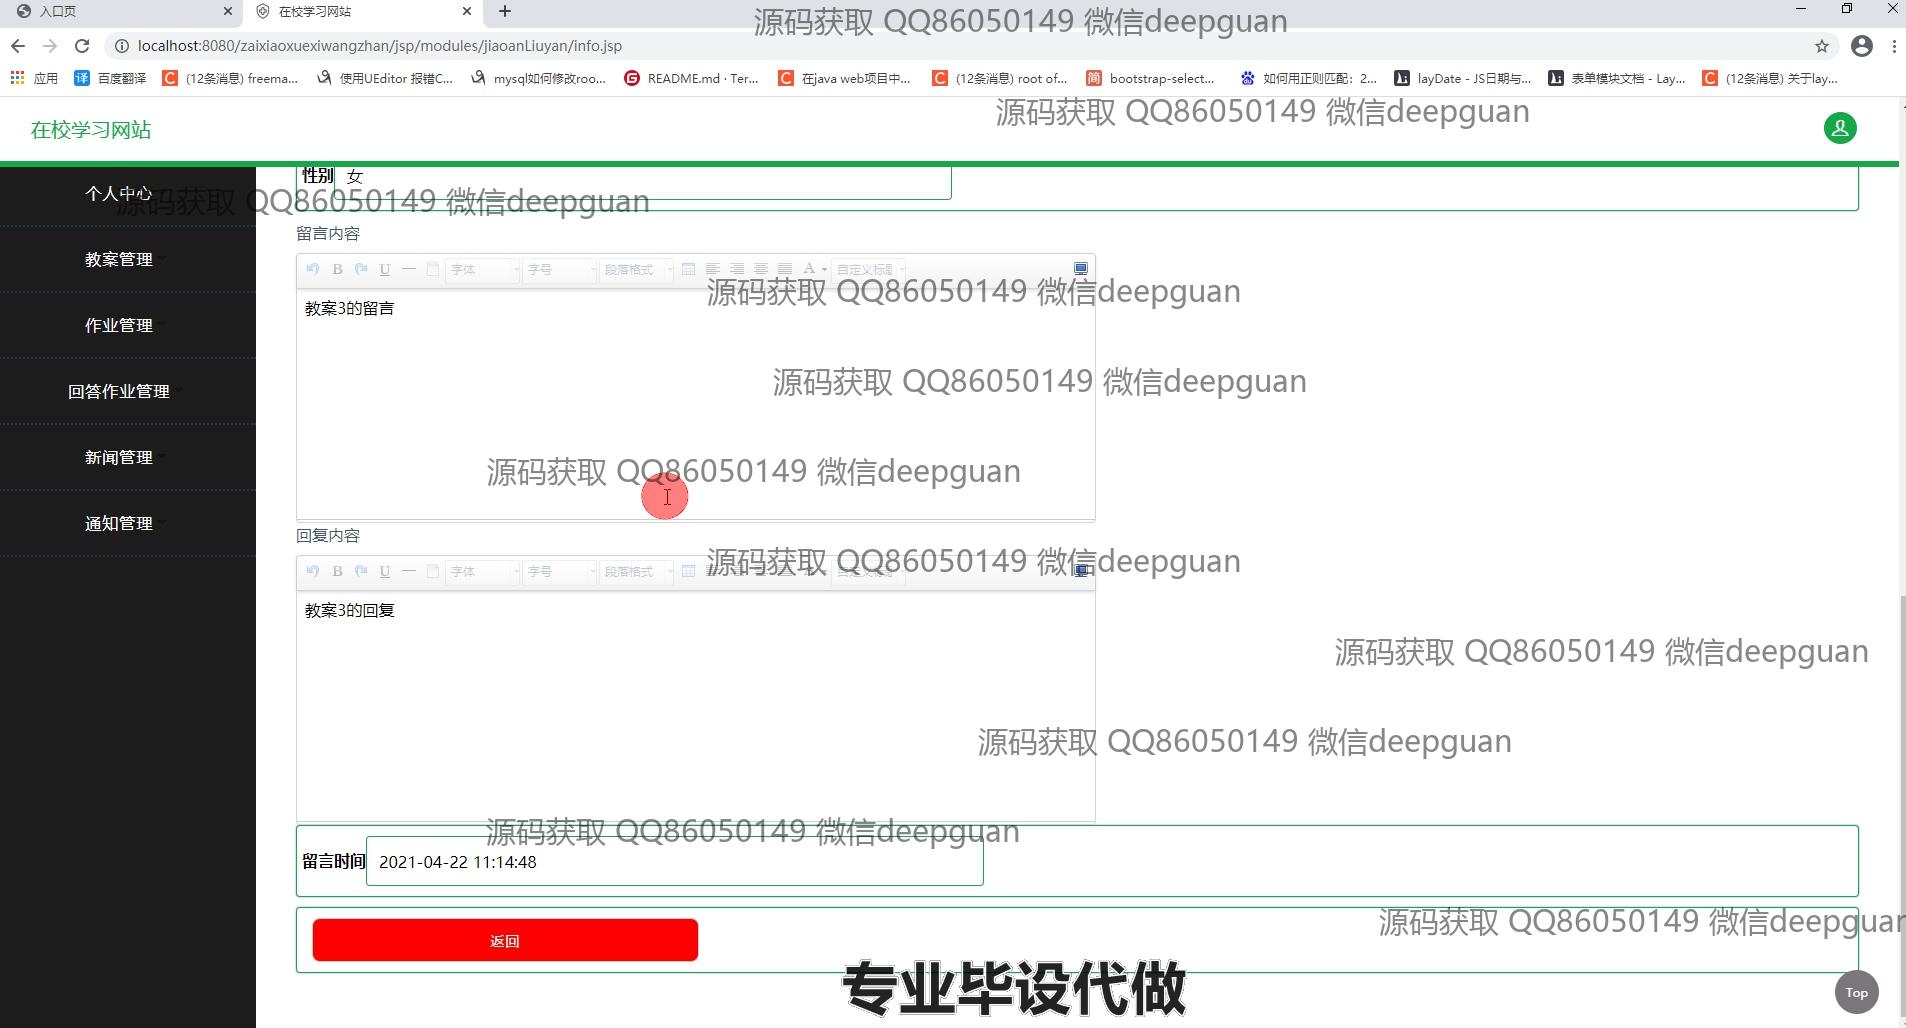 入口页
在校学习网站
源码获取 QQ86050149 微信deepguan
localhost:8080/zaixiaoxuexiwangzhan/jsp/modules/jiaoanLiuyan/info.jsp
应用 百度翻译 (12条消息) freema... 使用UEditor 报错C... mysql如何修改roo... README.md · Ter... 在java web项目中... (12条消息) root of... bootstrap-select... 如何用正则匹配：2... layDate - JS日期与... 表单模块文档 - Lay... (12条消息) 关于lay...
源码获取 QQ86050149 微信deepguan
在校学习网站
性别 女
个人中心
源码获取 QQ86050149 微信deepguan
留言内容
教案管理
B U 字体 字号 段落格式 A 自定义标题
源码获取 QQ86050149 微信deepguan
教案3的留言
作业管理
源码获取 QQ86050149 微信deepguan
回答作业管理
新闻管理
源码获取 QQ86050149 微信deepguan
通知管理
回复内容
源码获取 QQ86050149 微信deepguan
B U 字体 字号 段落格式 自定义标题
教案3的回复
源码获取 QQ86050149 微信deepguan
源码获取 QQ86050149 微信deepguan
源码获取 QQ86050149 微信deepguan
留言时间 2021-04-22 11:14:48
源码获取 QQ86050149 微信deepguan
返回
专业毕设代做
Top